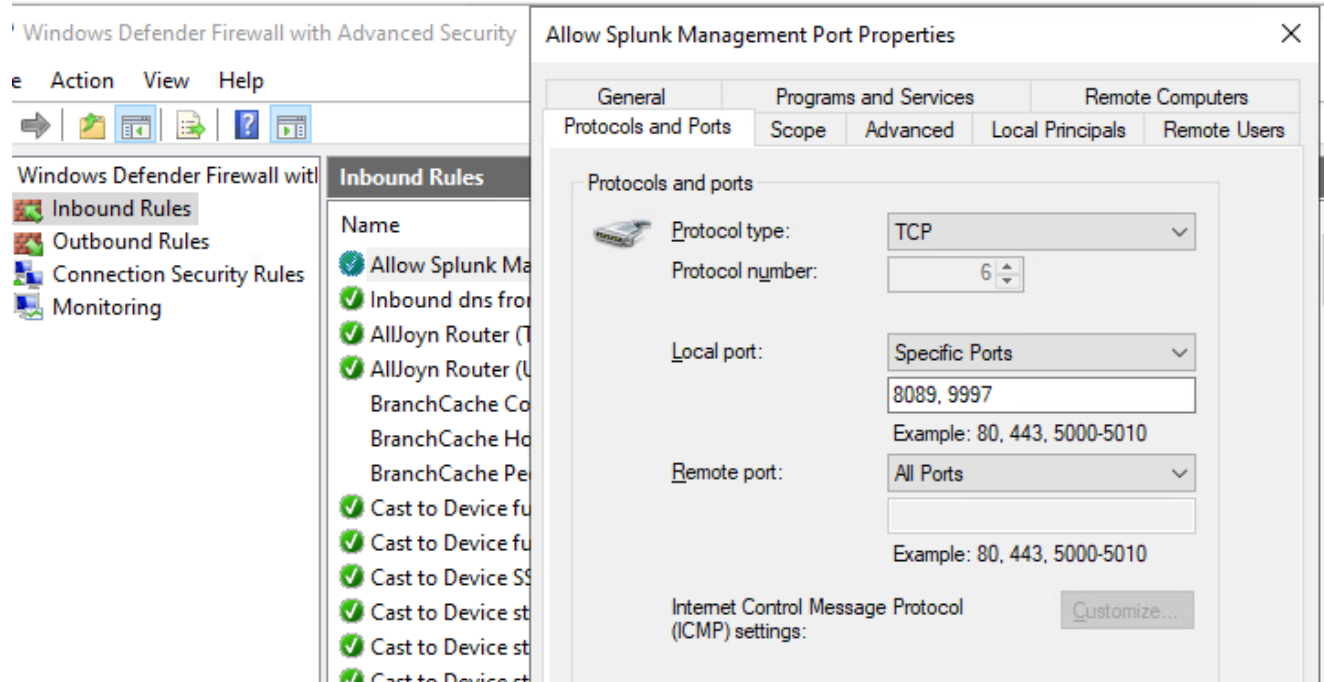 Windows Defender Firewall with Advanced Security
Action View Help
Windows Defender Firewall with
Inbound Rules
Outbound Rules
Connection Security Rules
Monitoring
Inbound Rules
Name
Allow Splunk Ma
Inbound dns fro
AllJoyn Router (T
AllJoyn Router (U
BranchCache Co
BranchCache Ho
BranchCache Pe
Cast to Device fu
Cast to Device fu
Cast to Device SS
Cast to Device st
Cast to Device st
Cast to Device st
Allow Splunk Management Port Properties
General Programs and Services Remote Computers
Protocols and Ports Scope Advanced Local Principals Remote Users
Protocols and ports
Protocol type: TCP
Protocol number: 6
Local port: Specific Ports
8089, 9997
Example: 80, 443, 5000-5010
Remote port: All Ports
Example: 80, 443, 5000-5010
Internet Control Message Protocol
(ICMP) settings:
Customize...